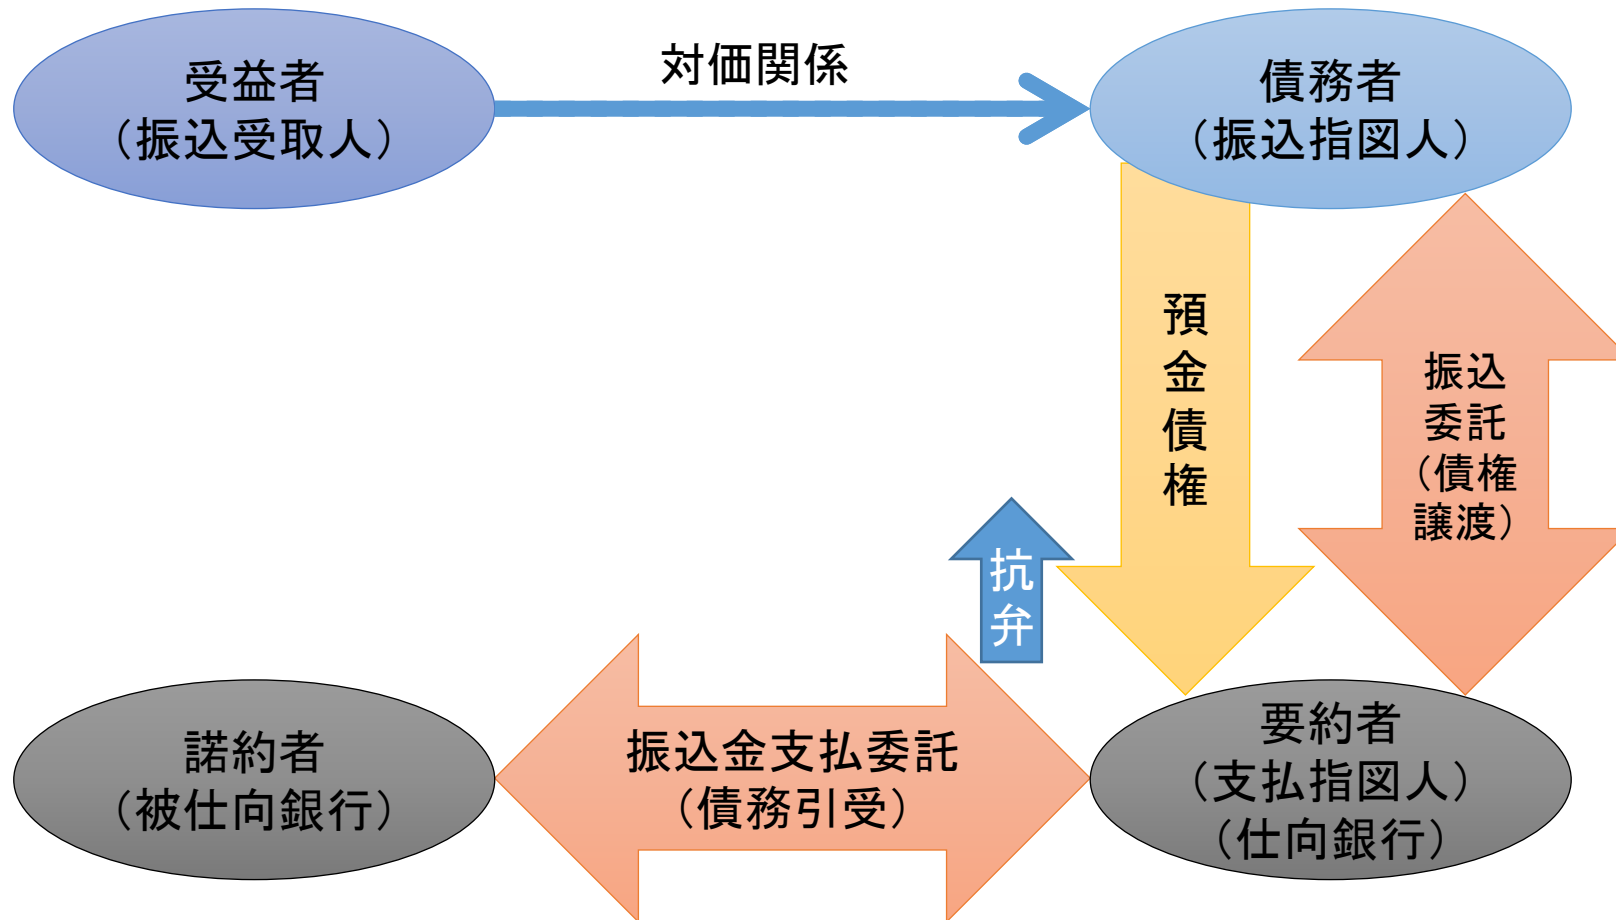 受益者
（振込受取人）
対価関係
債務者
（振込指図人）
預
金
債
権
振込
委託
（債権
譲渡）
抗
弁
諾約者
（被仕向銀行）
振込金支払委託
（債務引受）
要約者
（支払指図人）
（仕向銀行）